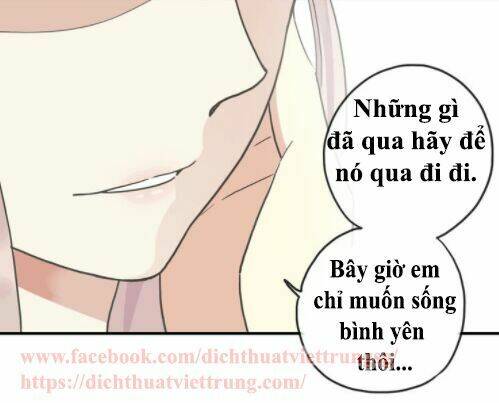 Những gì
đã qua hãy để
nó qua đi đi.
Bây giờ em
chỉ muốn sống
bình yên
thôi...
www.facebook.com/dichthuatviettrung/
https://dichthuatviettrung.com/